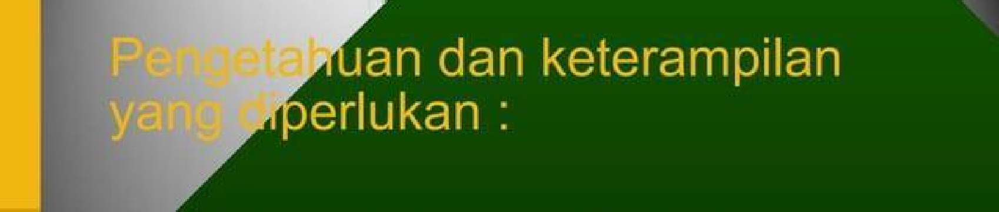 Pengetahuan dan keterampilan
yang diperlukan :